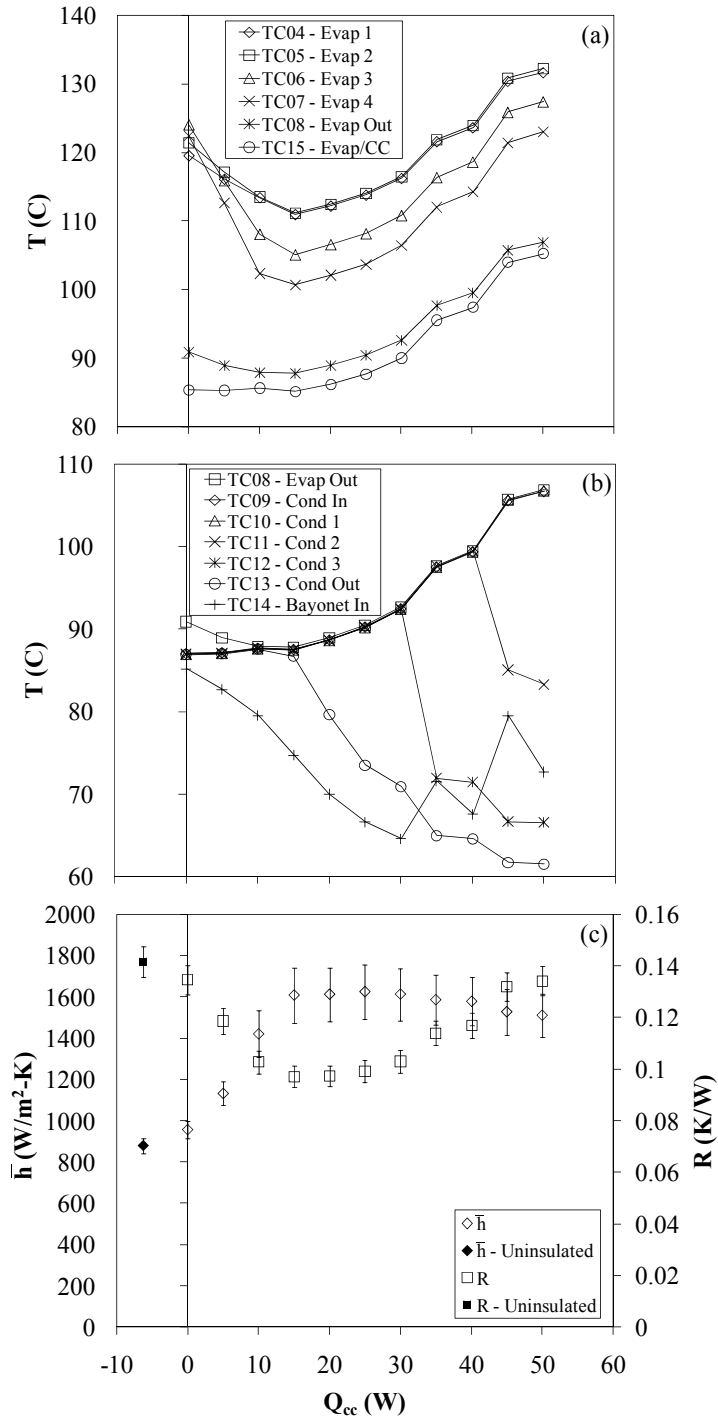 140
(a)
TC04 - Evap 1
TC05 - Evap 2
130
TC06 - Evap 3
TC07 - Evap 4
TC08 - Evap Out
120
TC15 - Evap/CC
T (C)
110
100
90
80
110
(b)
TC08 - Evap Out
TC09 - Cond In
TC10 - Cond 1
100
TC11 - Cond 2
TC12 - Cond 3
TC13 - Cond Out
TC14 - Bayonet In
90
T (C)
80
70
60
2000
0.16
(c)
1800
0.14
1600
1400
0.12
1200
0.1
h̅ (W/m²-K)
1000
0.08
R (K/W)
800
0.06
600
h̅
0.04
400
h̅ - Uninsulated
R
0.02
200
R - Uninsulated
0
0
-10 0 10 20 30 40 50 60
Qcc (W)